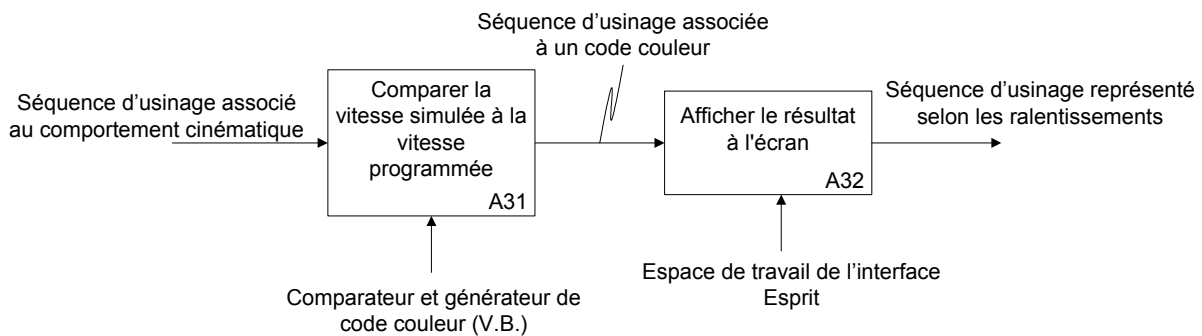 Séquence d’usinage associé
au comportement cinématique
Comparer la
vitesse simulée à la
vitesse
programmée
A31
Comparateur et générateur de
code couleur (V.B.)
Séquence d’usinage associée
à un code couleur
Afficher le résultat
à l'écran
A32
Espace de travail de l’interface
Esprit
Séquence d’usinage représenté
selon les ralentissements